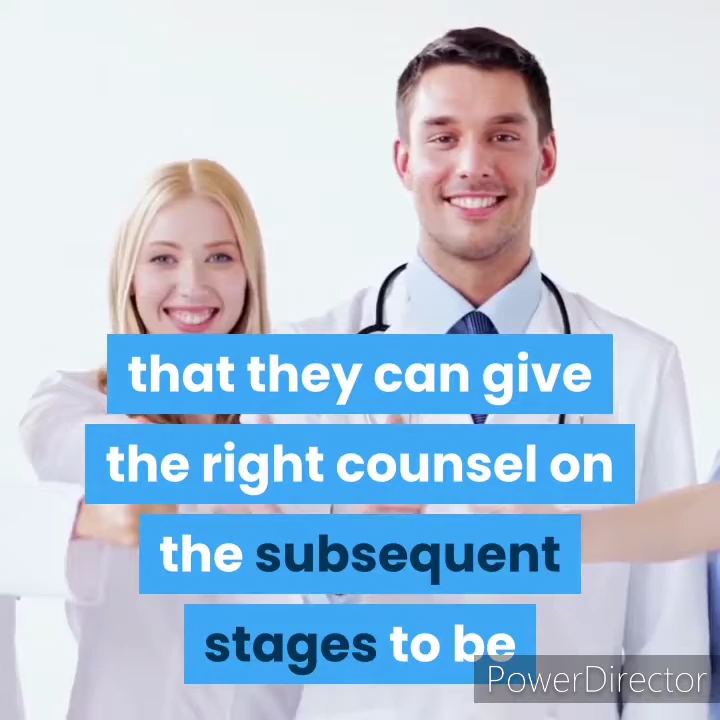 that they can give
the right counsel on
the subsequent
stages to be
PowerDirector